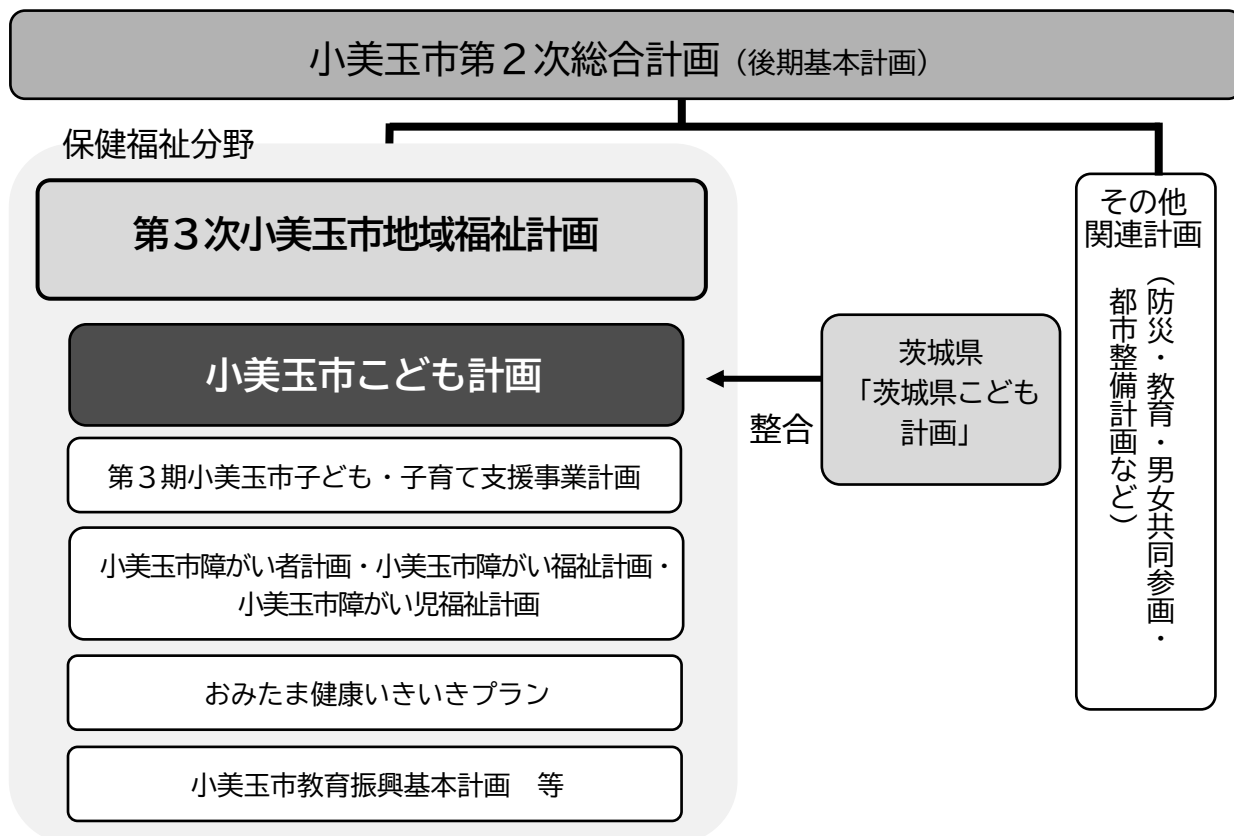 小美玉市第２次総合計画（後期基本計画）
保健福祉分野
第３次小美玉市地域福祉計画
小美玉市こども計画
第３期小美玉市子ども・子育て支援事業計画
小美玉市障がい者計画・小美玉市障がい福祉計画・
小美玉市障がい児福祉計画
おみたま健康いきいきプラン
小美玉市教育振興基本計画　等
整合
茨城県
「茨城県こども
計画」
その他
関連計画
（防災・教育・男女共同参画・
都市整備計画など）